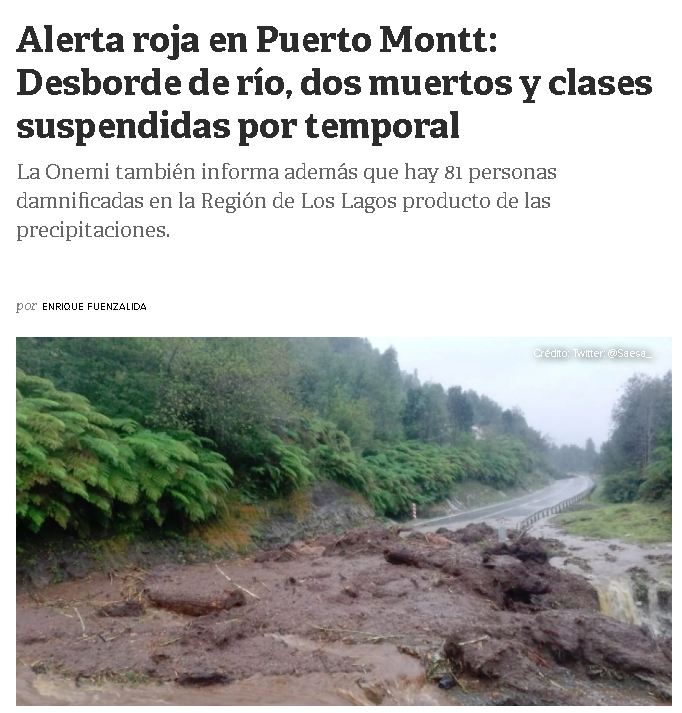 Alerta roja en Puerto Montt:
Desborde de río, dos muertos y clases
suspendidas por temporal
La Onemi también informa además que hay 81 personas
damnificadas en la Región de Los Lagos producto de las
precipitaciones.
por ENRIQUE FUENZALIDA
Crédito: Twitter: @Saesa_